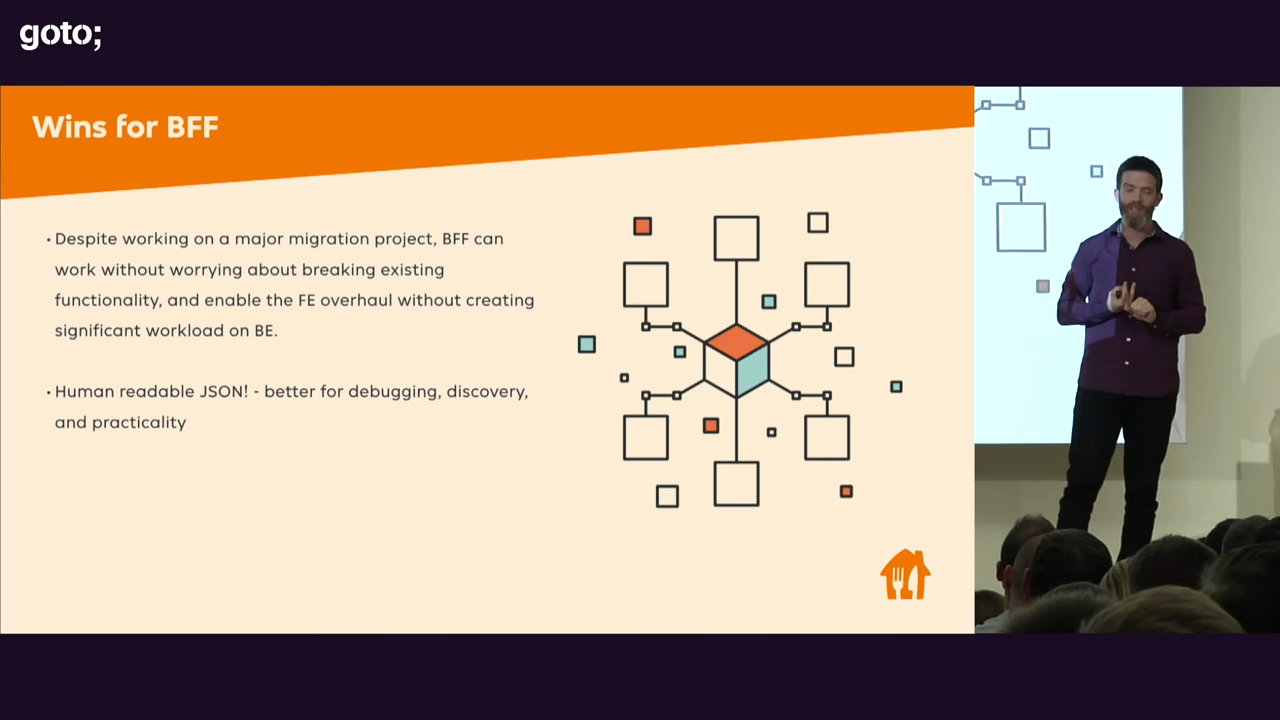 goto;
Wins for BFF
• Despite working on a major migration project, BFF can
work without worrying about breaking existing
functionality, and enable the FE overhaul without creating
significant workload on BE.
• Human readable JSON! - better for debugging, discovery,
and practicality